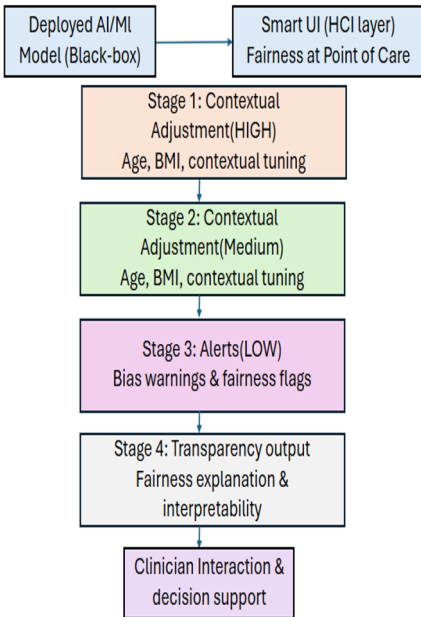 Deployed AI/Ml
Model (Black-box)
Smart UI (HCI layer)
Fairness at Point of Care
Stage 1: Contextual
Adjustment(HIGH)
Age, BMI, contextual tuning
Stage 2: Contextual
Adjustment(Medium)
Age, BMI, contextual tuning
Stage 3: Alerts(LOW)
Bias warnings & fairness flags
Stage 4: Transparency output
Fairness explanation &
interpretability
Clinician Interaction &
decision support